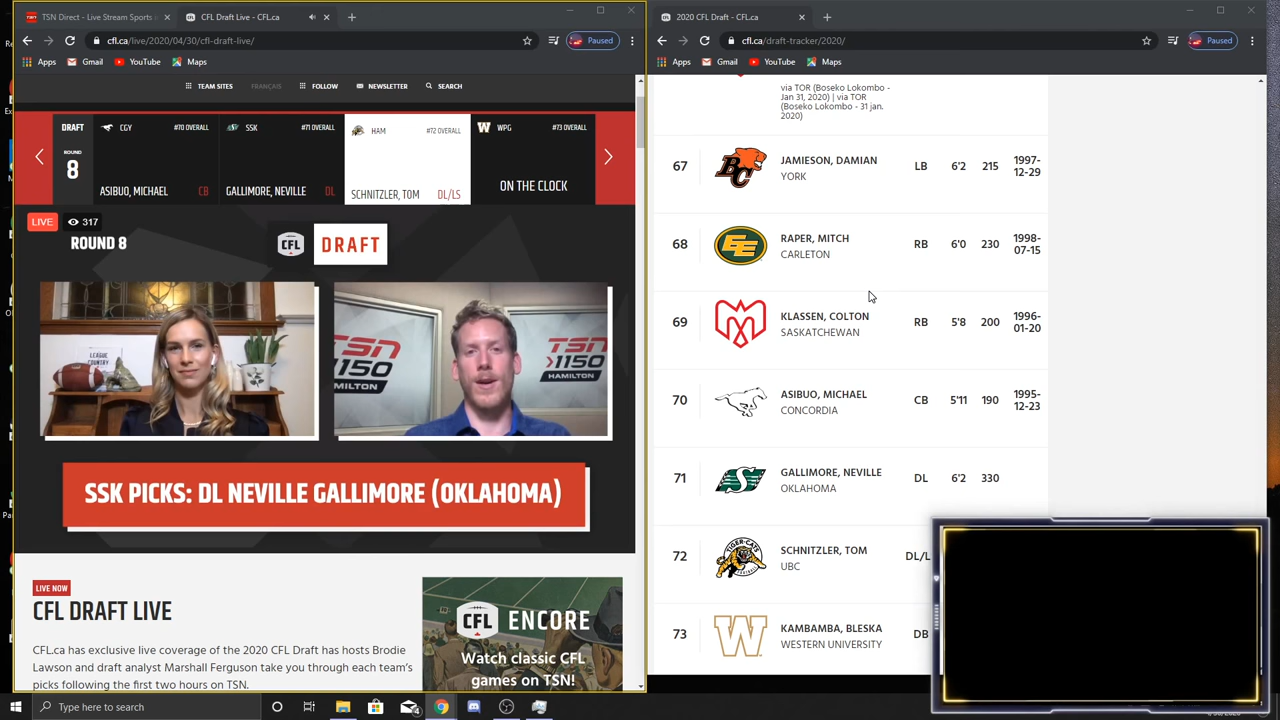 TSN Direct - Live Stream Sports
CFL Draft Live - CFL.ca
cfl.ca/live/2020/04/30/cfl-draft-live/
Paused
Apps
Gmail
YouTube
Maps
TEAM SITES
FRANÇAIS
FOLLOW
NEWSLETTER
SEARCH
DRAFT
ROUND
8
CGY
#70 OVERALL
ASIBUO, MICHAEL
CB
SSK
#71 OVERALL
GALLIMORE, NEVILLE
DL
HAM
#72 OVERALL
SCHNITZLER, TOM
DL/LS
WPG
#73 OVERALL
ON THE CLOCK
LIVE
317
ROUND 8
CFL
DRAFT
LEAGUE
COUNTRY
TSN
1150
HAMILTON
TSN
1150
HAMILTON
SSK PICKS: DL NEVILLE GALLIMORE (OKLAHOMA)
LIVE NOW
CFL DRAFT LIVE
CFL.ca has exclusive live coverage of the 2020 CFL Draft has hosts Brodie
Lawson and draft analyst Marshall Ferguson take you through each team's
picks following the first two hours on TSN.
CFL
ENCORE
Watch classic CFL
games on TSN!
2020 CFL Draft - CFL.ca
cfl.ca/draft-tracker/2020/
Paused
Apps
Gmail
YouTube
Maps
via TOR (Boseko Lokombo -
Jan 31, 2020) | via TOR
(Boseko Lokombo - 31 jan.
2020)
67
BC
JAMIESON, DAMIAN
YORK
LB
6'2
215
1997-
12-29
68
EE
RAPER, MITCH
CARLETON
RB
6'0
230
1998-
07-15
69
KLASSEN, COLTON
SASKATCHEWAN
RB
5'8
200
1996-
01-20
70
ASIBUO, MICHAEL
CONCORDIA
CB
5'11
190
1995-
12-23
71
GALLIMORE, NEVILLE
OKLAHOMA
DL
6'2
330
72
TIGER-CATS
SCHNITZLER, TOM
UBC
DL/L
73
W
KAMBAMBA, BLESKA
WESTERN UNIVERSITY
DB
Type here to search